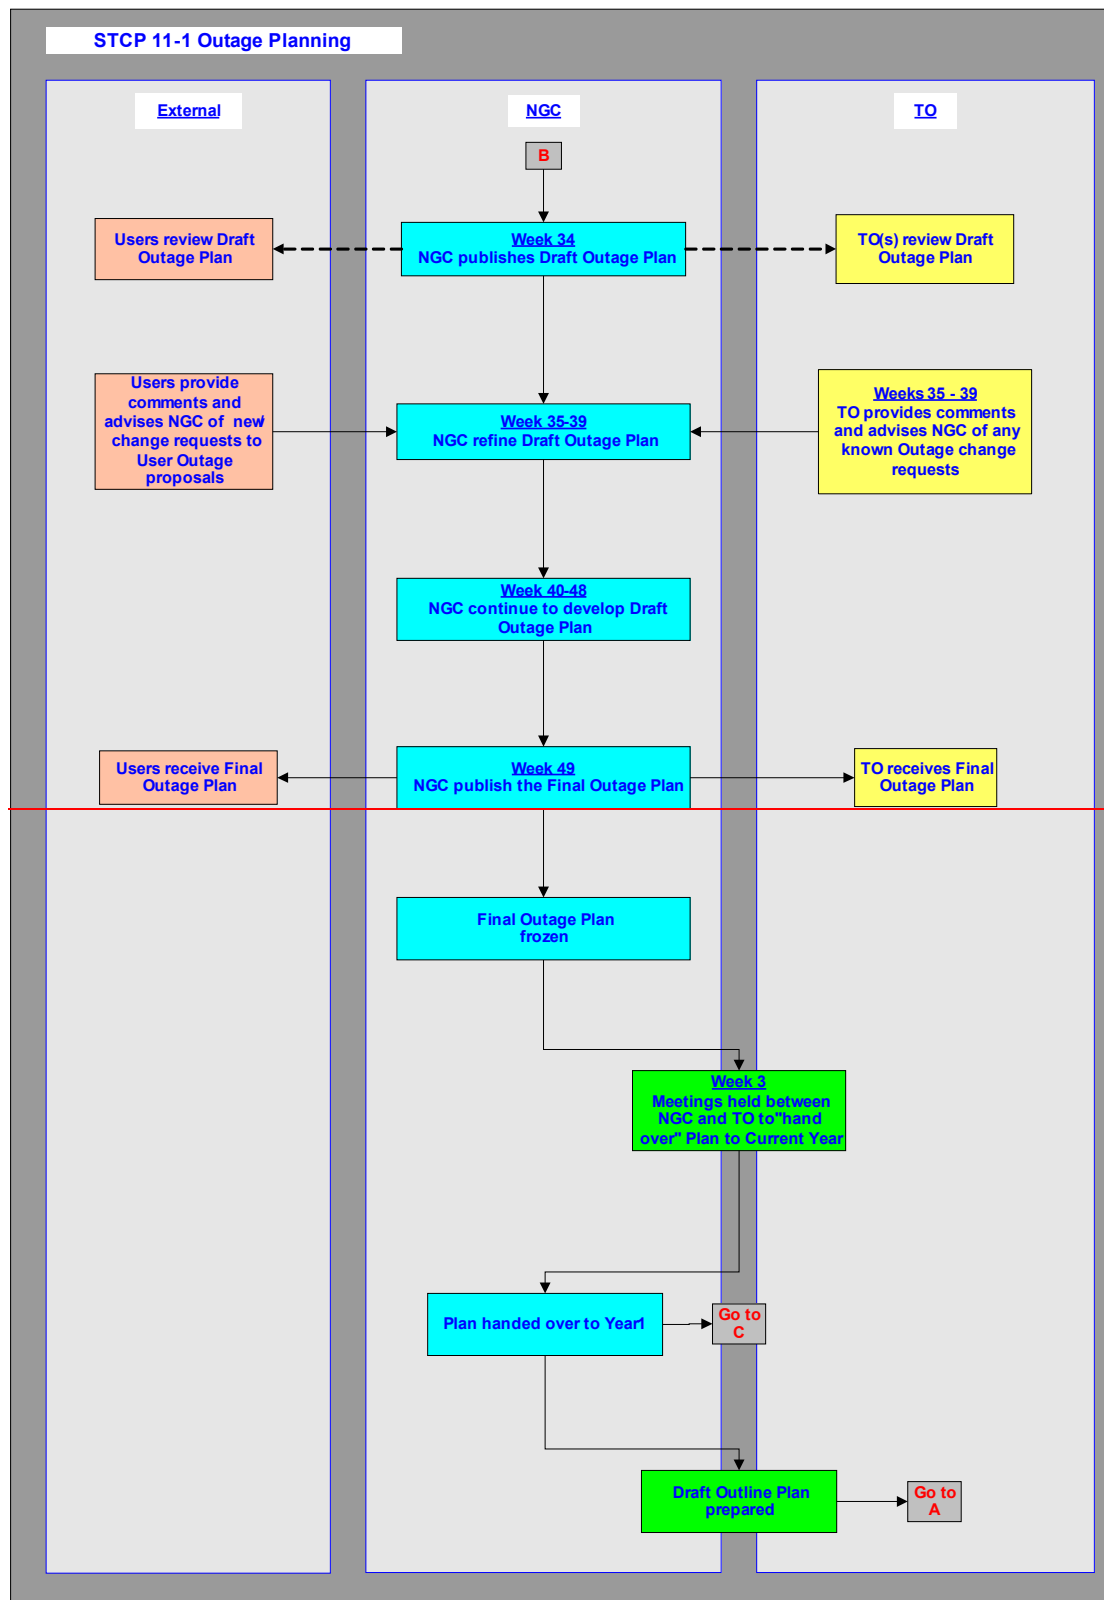 STCP 11-1 Outage Planning
External
NGC
TO
B
Users review Draft
Outage Plan
Week 34
NGC publishes Draft Outage Plan
TO(s) review Draft
Outage Plan
Users provide
comments and
advises NGC of new/
change requests to
User Outage
proposals
Week 35-39
NGC refine Draft Outage Plan
Weeks 35 - 39
TO provides comments
and advises NGC of any
known Outage change
requests
Week 40-48
NGC continue to develop Draft
Outage Plan
Users receive Final
Outage Plan
Week 49
NGC publish the Final Outage Plan
TO receives Final
Outage Plan
Final Outage Plan
frozen
Week 3
Meetings held between
NGC and TO to"hand
over" Plan to Current Year
Plan handed over to Year1
Go to
C
Draft Outline Plan
prepared
Go to
A